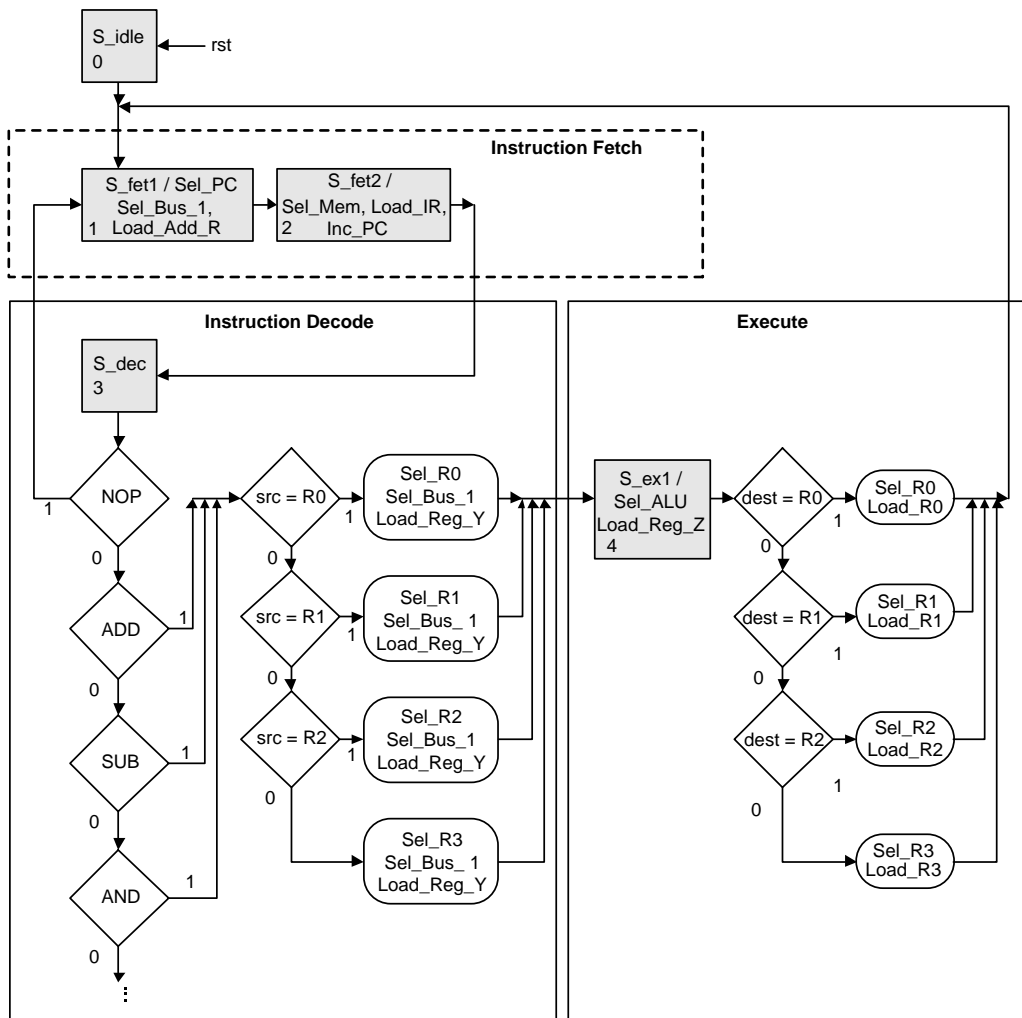 S_idle
0
rst
Instruction Fetch
S_fet1 / Sel_PC
Sel_Bus_1,
1 Load_Add_R
S_fet2 /
Sel_Mem, Load_IR,
2 Inc_PC
Instruction Decode
S_dec
3
NOP
1
0
ADD
1
0
SUB
1
0
AND
1
0
⋮
src = R0
1
0
src = R1
1
0
src = R2
1
0
Sel_R0
Sel_Bus_1
Load_Reg_Y
Sel_R1
Sel_Bus_ 1
Load_Reg_Y
Sel_R2
Sel_Bus_1
Load_Reg_Y
Sel_R3
Sel_Bus_ 1
Load_Reg_Y
Execute
S_ex1 /
Sel_ALU
Load_Reg_Z
4
dest = R0
1
0
dest = R1
1
0
dest = R2
1
0
Sel_R0
Load_R0
Sel_R1
Load_R1
Sel_R2
Load_R2
Sel_R3
Load_R3